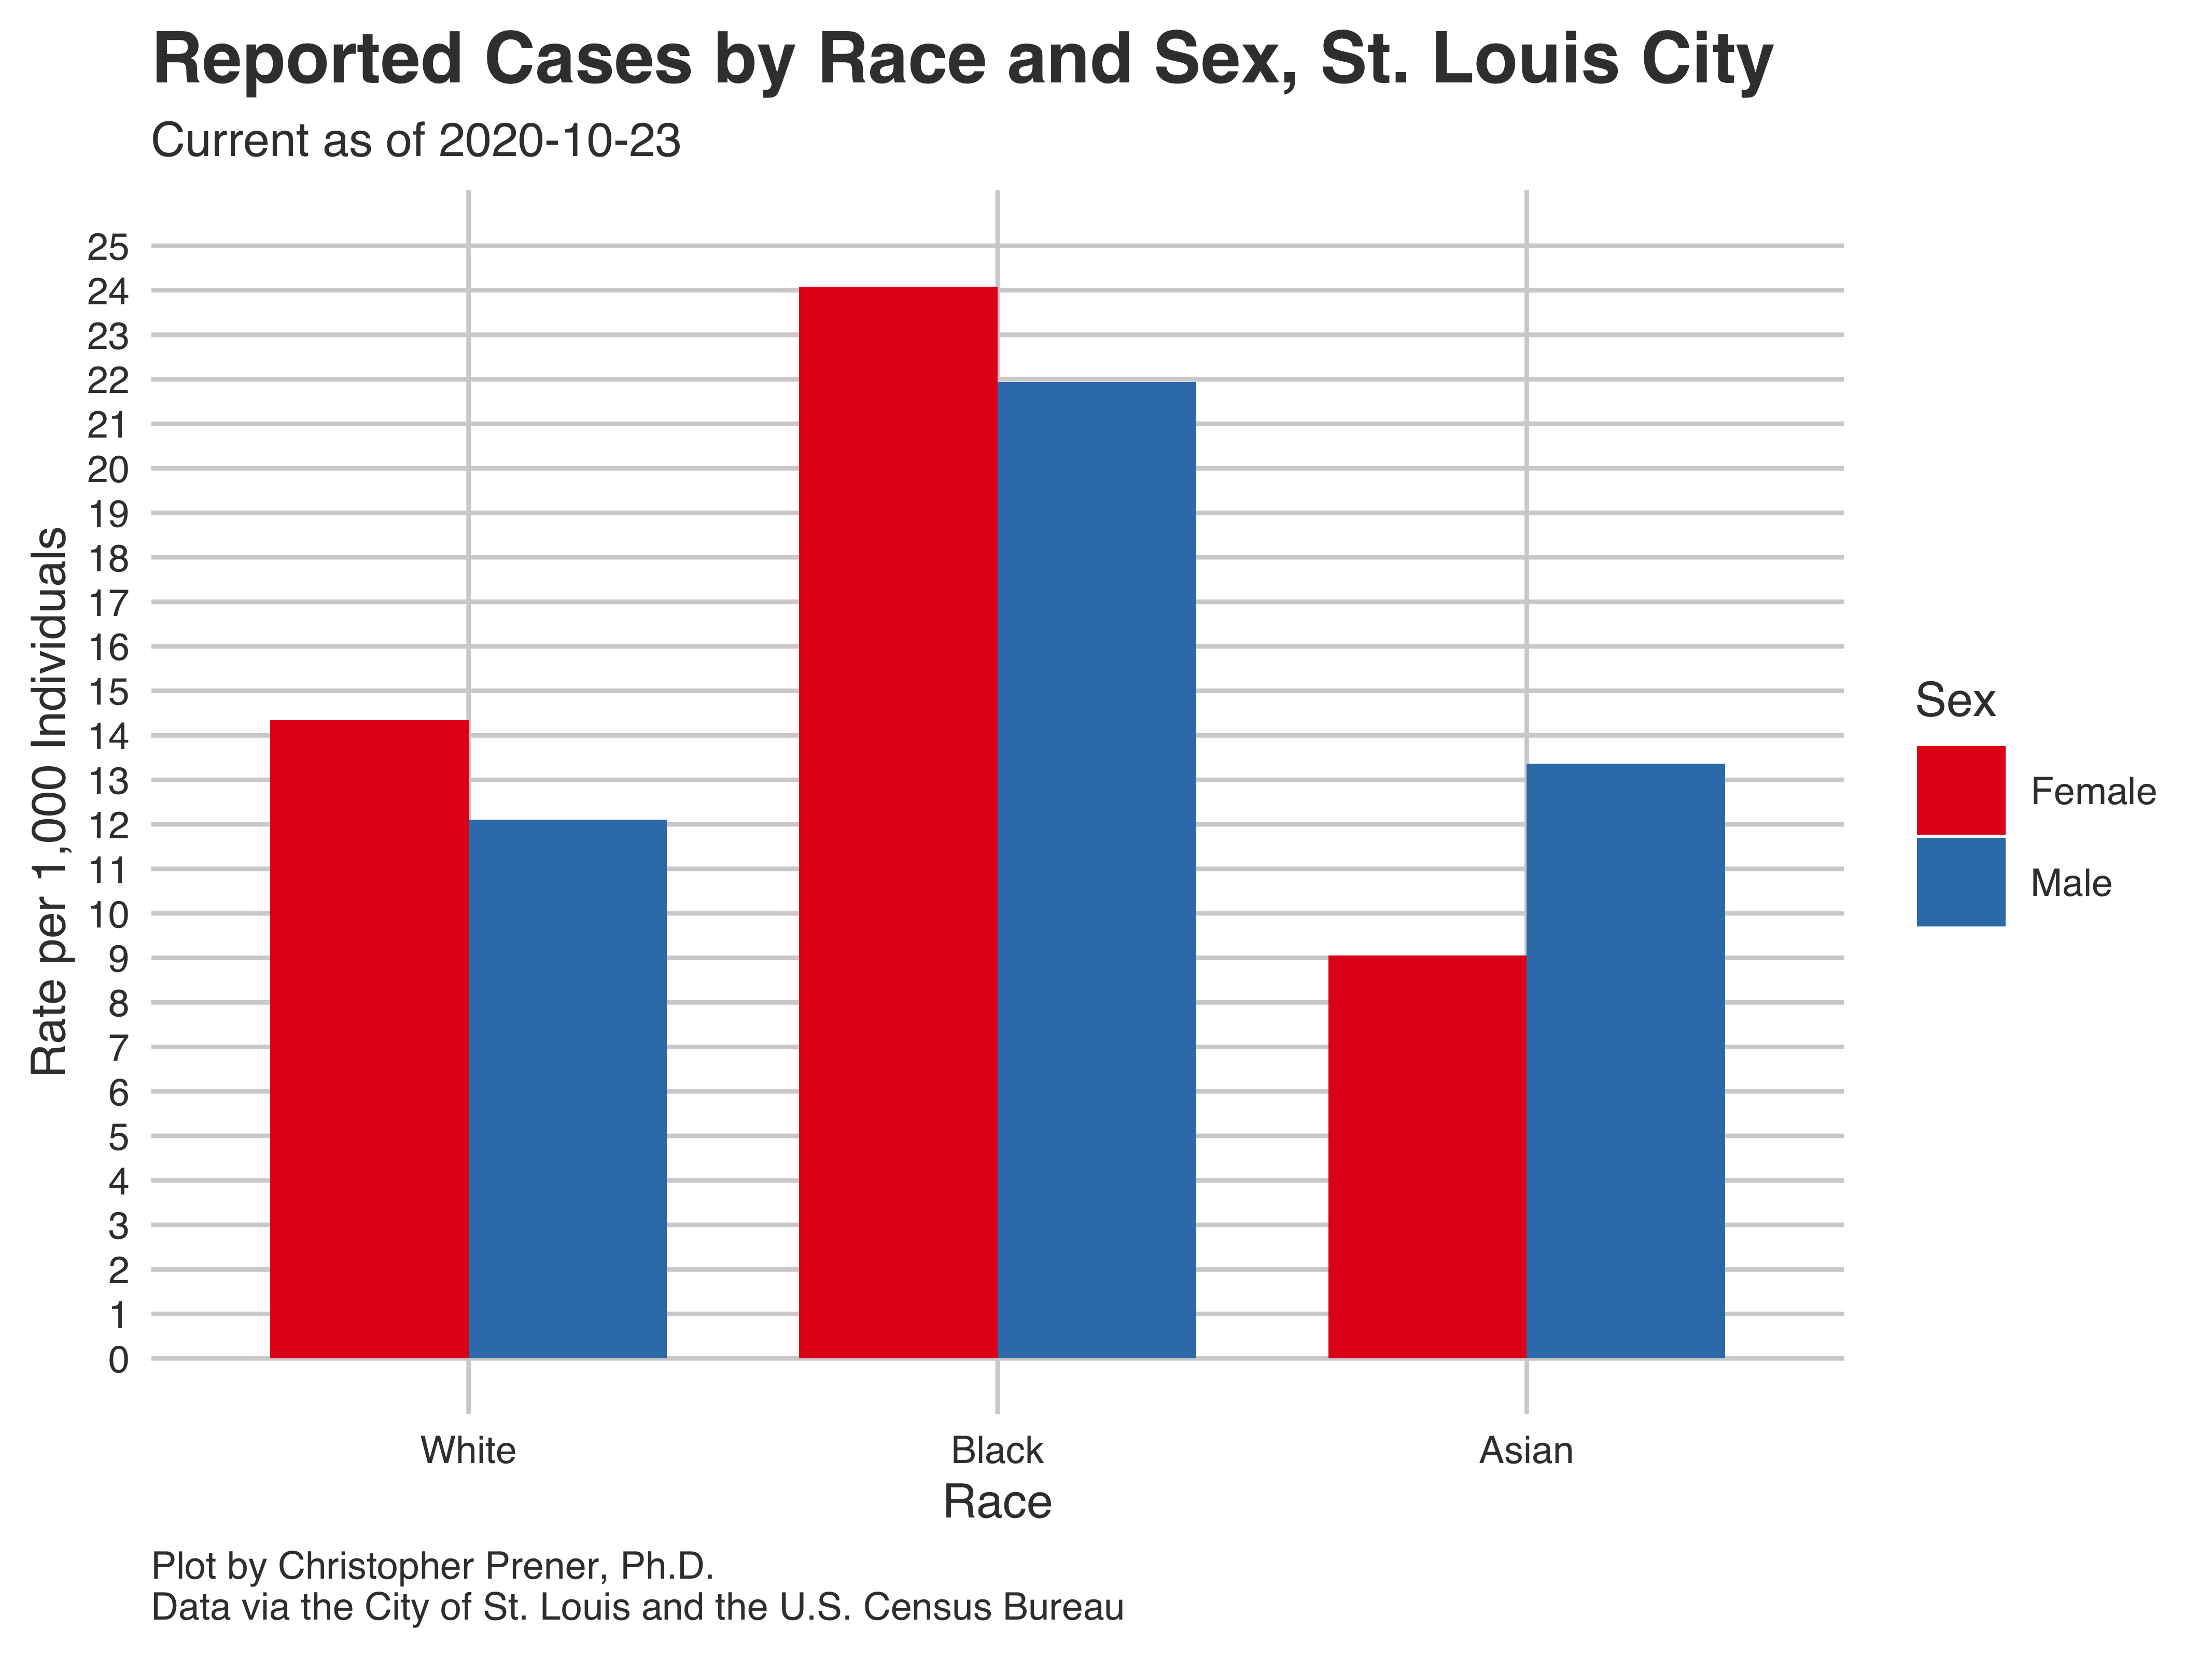 Reported Cases by Race and Sex, St. Louis City
Current as of 2020-10-23
Rate per 1,000 Individuals
25
24
23
22
21
20
19
18
17
16
15
14
13
12
11
10
9
8
7
6
5
4
3
2
1
0
White
Black
Asian
Race
Sex
Female
Male
Plot by Christopher Prener, Ph.D.
Data via the City of St. Louis and the U.S. Census Bureau